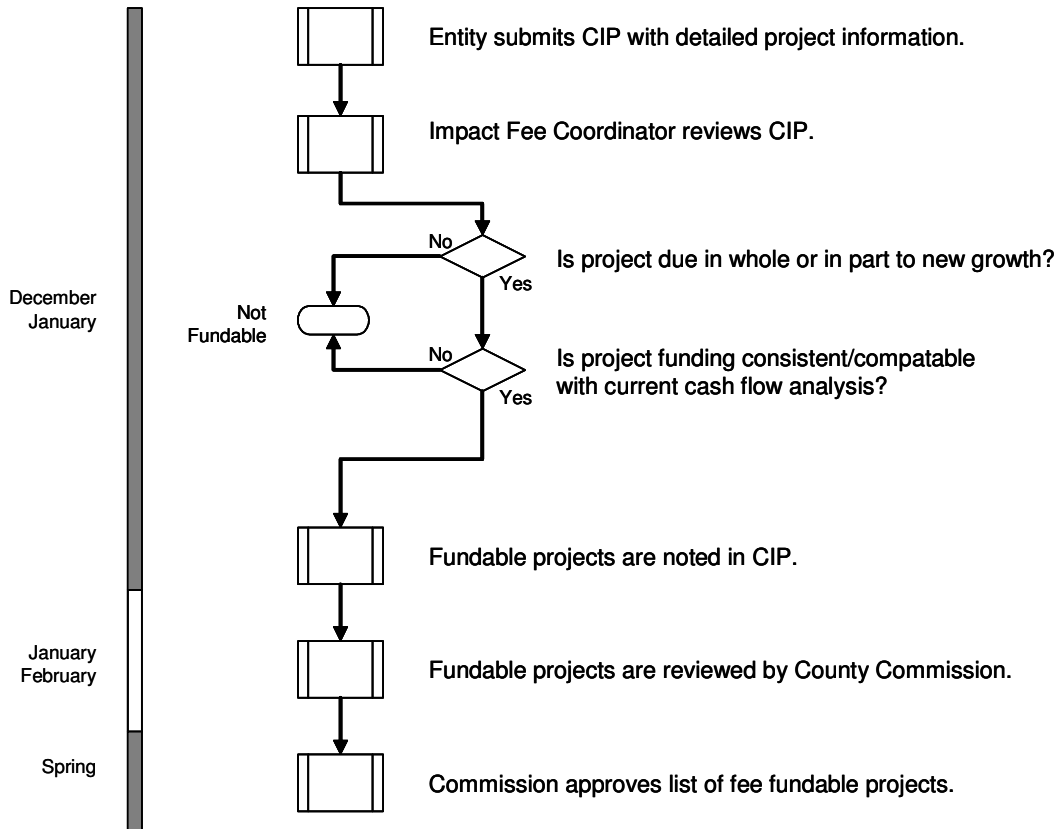 Entity submits CIP with detailed project information.
Impact Fee Coordinator reviews CIP.
No
Is project due in whole or in part to new growth?
Yes
December
January
Not
Fundable
No
Is project funding consistent/compatable
with current cash flow analysis?
Yes
Fundable projects are noted in CIP.
January
February
Fundable projects are reviewed by County Commission.
Spring
Commission approves list of fee fundable projects.